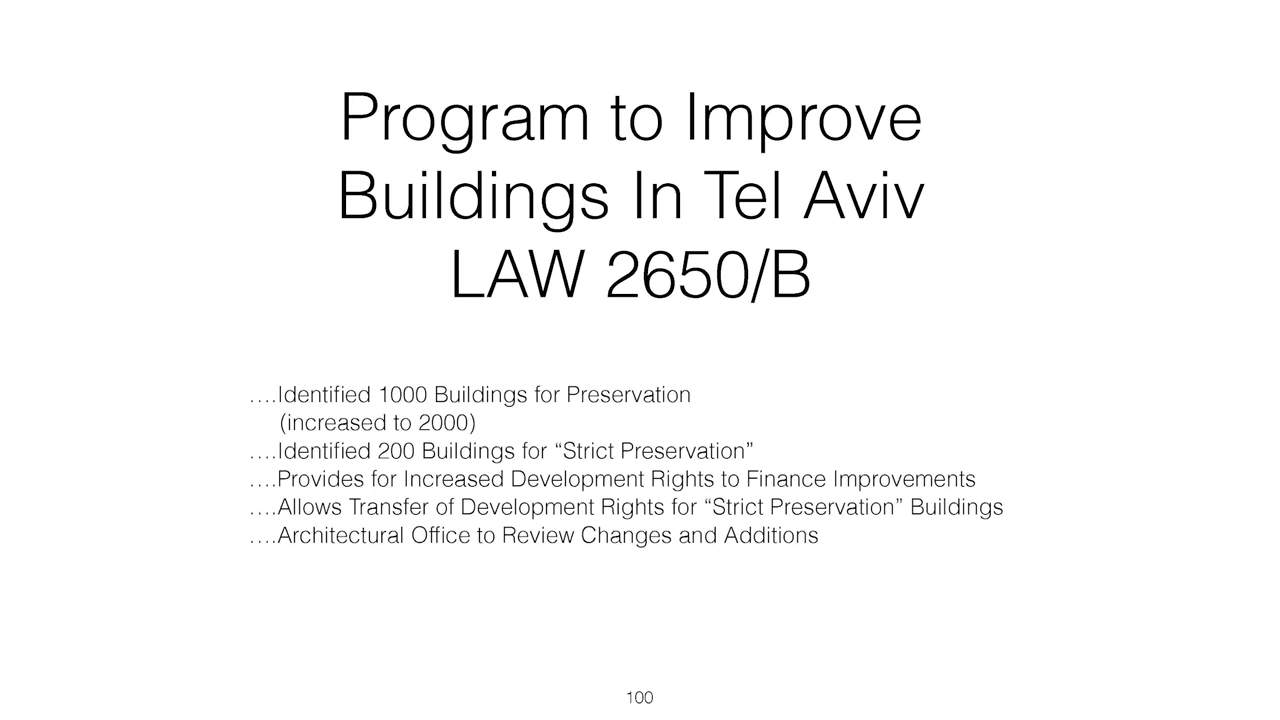 Program to Improve
Buildings In Tel Aviv
LAW 2650/B
….Identified 1000 Buildings for Preservation
(increased to 2000)
….Identified 200 Buildings for “Strict Preservation”
….Provides for Increased Development Rights to Finance Improvements
….Allows Transfer of Development Rights for “Strict Preservation” Buildings
….Architectural Office to Review Changes and Additions
100